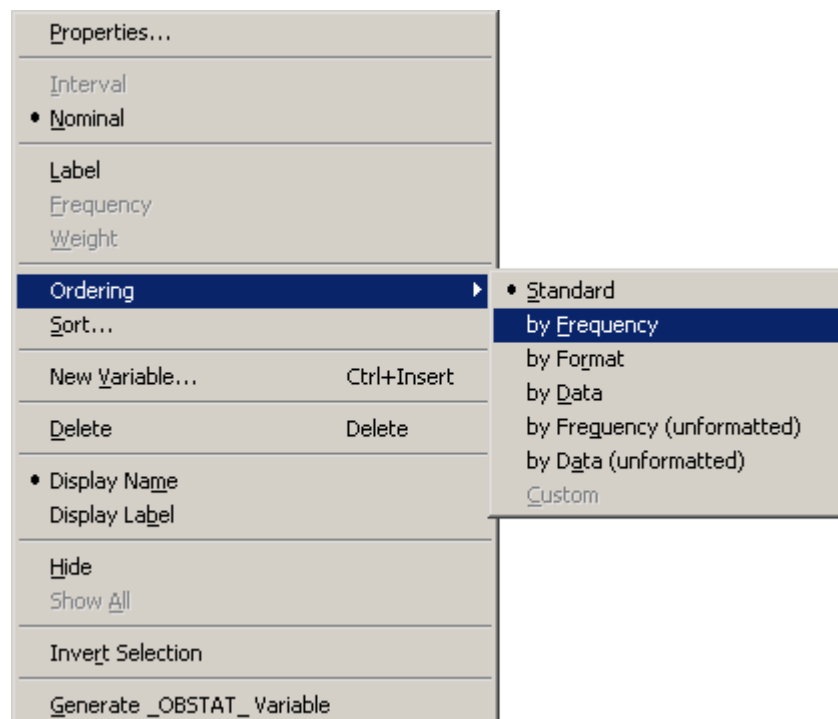 Properties...
Interval
• Nominal
Label
Frequency
Weight
Ordering
Sort...
New Variable... Ctrl+Insert
Delete Delete
• Display Name
Display Label
Hide
Show All
Invert Selection
Generate _OBSTAT_ Variable
• Standard
by Frequency
by Format
by Data
by Frequency (unformatted)
by Data (unformatted)
Custom